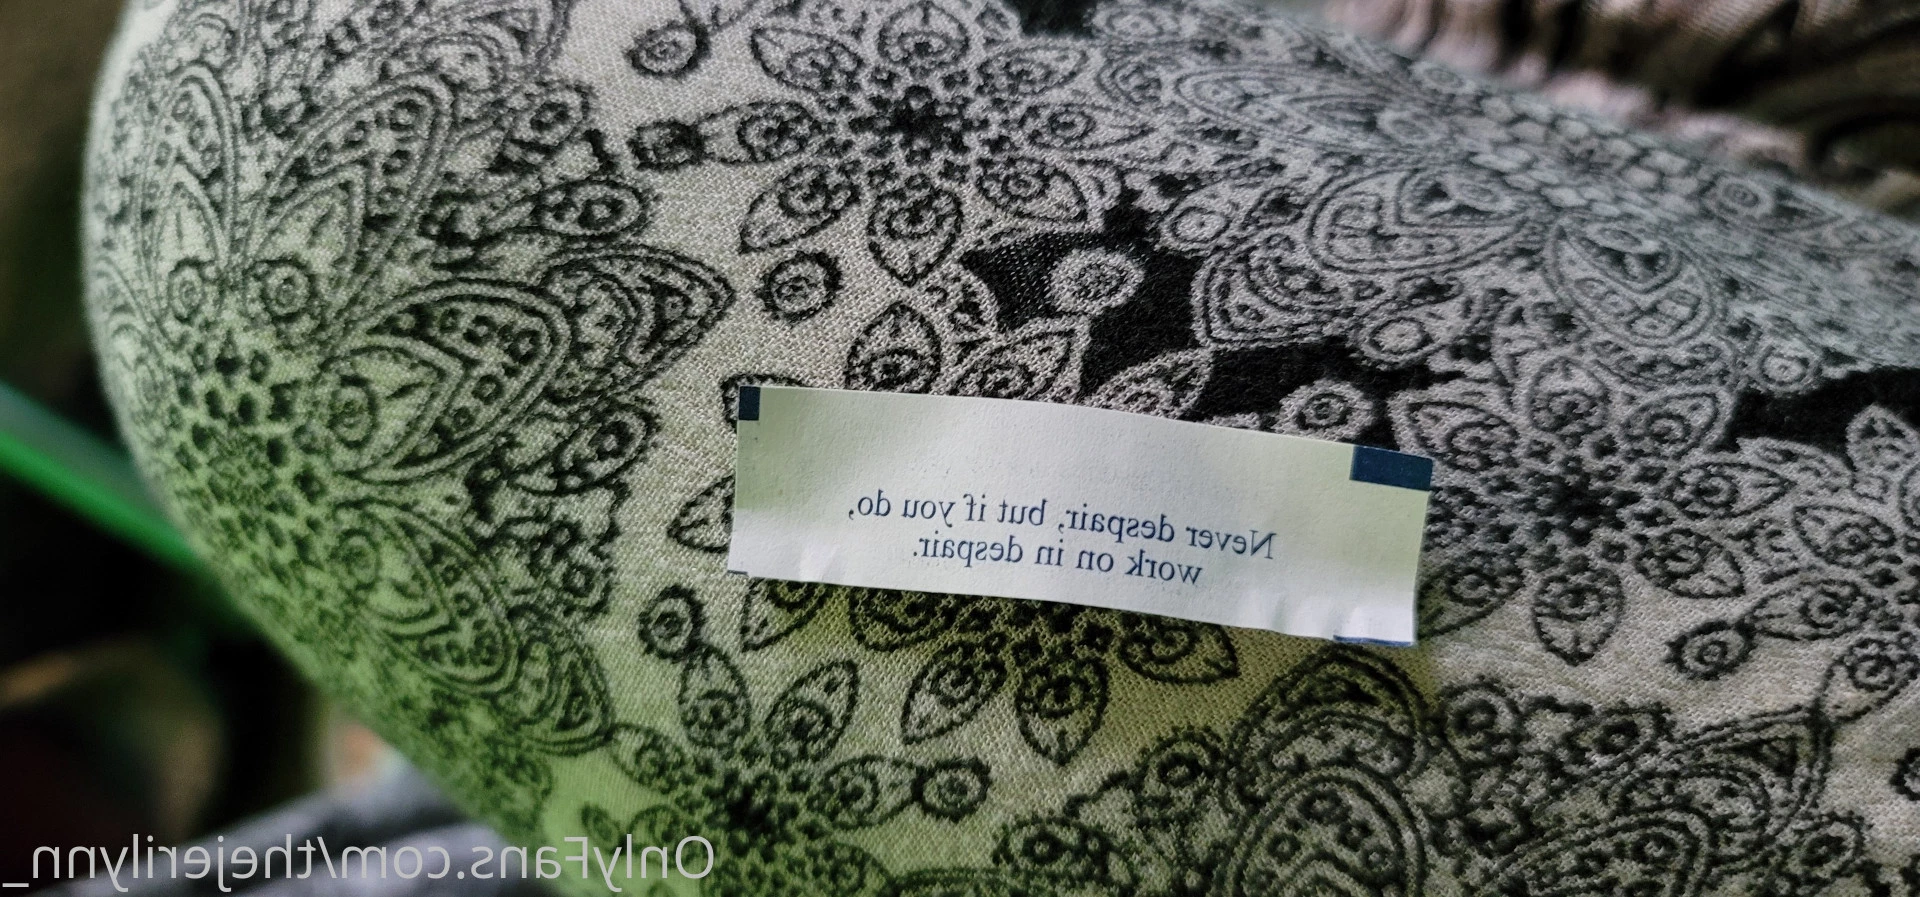 Never despair, but if you do,
work on in despair.
OnlyFans.com/thejerilynn_